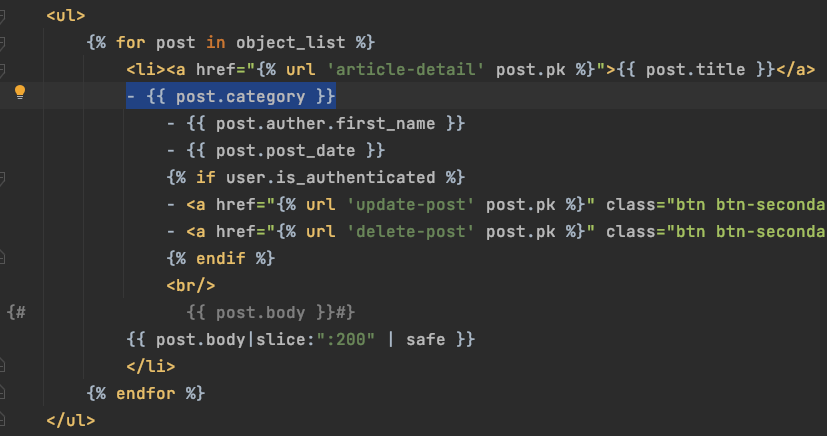 <ul>
{% for post in object_list %}
<li><a href="{% url 'article-detail' post.pk %}">{{ post.title }}</a>
- {{ post.category }}
- {{ post.auther.first_name }}
- {{ post.post_date }}
{% if user.is_authenticated %}
- <a href="{% url 'update-post' post.pk %}" class="btn btn-seconda
- <a href="{% url 'delete-post' post.pk %}" class="btn btn-seconda
{% endif %}
<br/>
{# {{ post.body }}#}
{{ post.body|slice:":200" | safe }}
</li>
{% endfor %}
</ul>